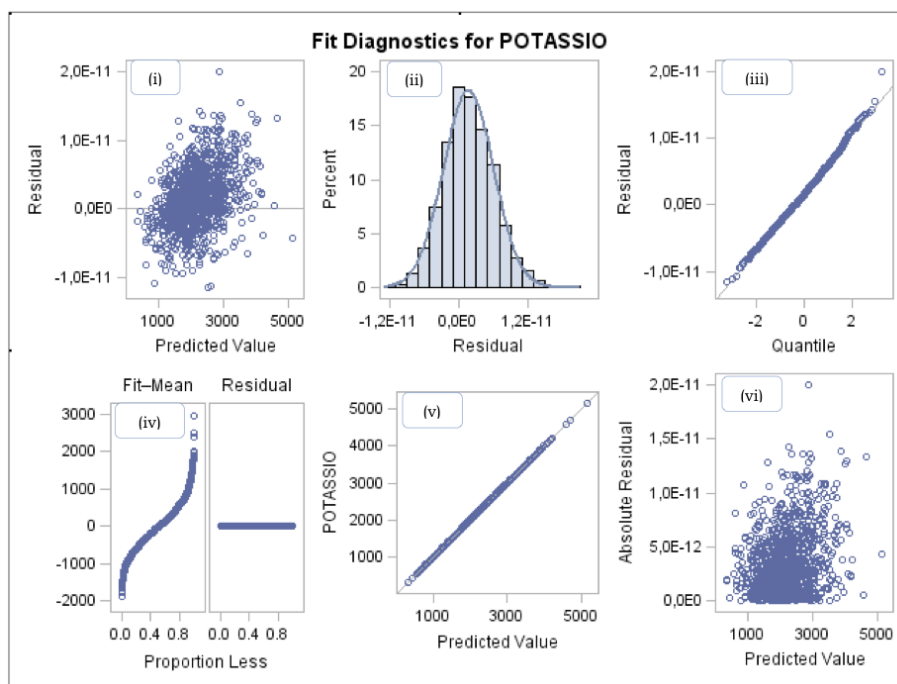 Fit Diagnostics for POTASSIO
(i)
2,0E-11
1,0E-11
0,0E0
-1,0E-11
Residual
1000 3000 5000
Predicted Value
(ii)
20
15
10
5
0
Percent
-1,2E-11 0,0E0 1,2E-11
Residual
(iii)
2,0E-11
1,0E-11
0,0E0
-1,0E-11
Residual
-2 0 2
Quantile
Fit–Mean Residual
(iv)
3000
2000
1000
0
-1000
-2000
0.0 0.4 0.8 0.0 0.4 0.8
Proportion Less
(v)
5000
4000
3000
2000
1000
POTASSIO
1000 3000 5000
Predicted Value
(vi)
2,0E-11
1,5E-11
1,0E-11
5,0E-12
0,0E0
Absolute Residual
1000 3000 5000
Predicted Value